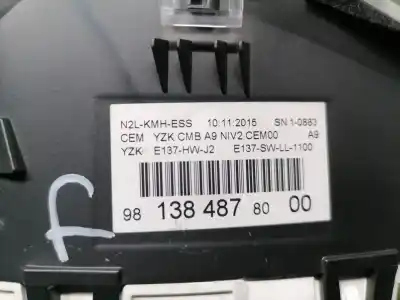 N2L-KMH-ESS 10.11:2015 SN 1-0883
CEM YZK CMB A9 NIV2 CEM00 A9
YZK E137-HW-J2 E137-SW-LL-1100
98 138 487 80 00
f